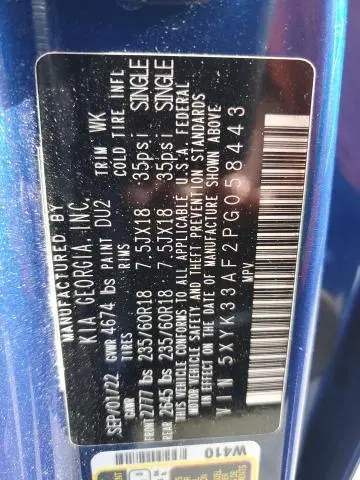 MANUFACTURED BY
KIA GEORGIA, INC.
SEP/01/22 GVWR 4674 lbs PAINT DU2 TRIM WK
GAWR TIRES RIMS COLD TIRE INFL
FRONT 2777 lbs 235/60R18 7.5JX18 35psi SINGLE
REAR 2645 lbs 235/60R18 7.5JX18 35psi SINGLE
THIS VEHICLE CONFORMS TO ALL APPLICABLE U.S.A. FEDERAL
MOTOR VEHICLE SAFETY AND THEFT PREVENTION STANDARDS
IN EFFECT ON THE DATE OF MANUFACTURE SHOWN ABOVE
VIN 5XYK33AF2PG058443
MPV
W410